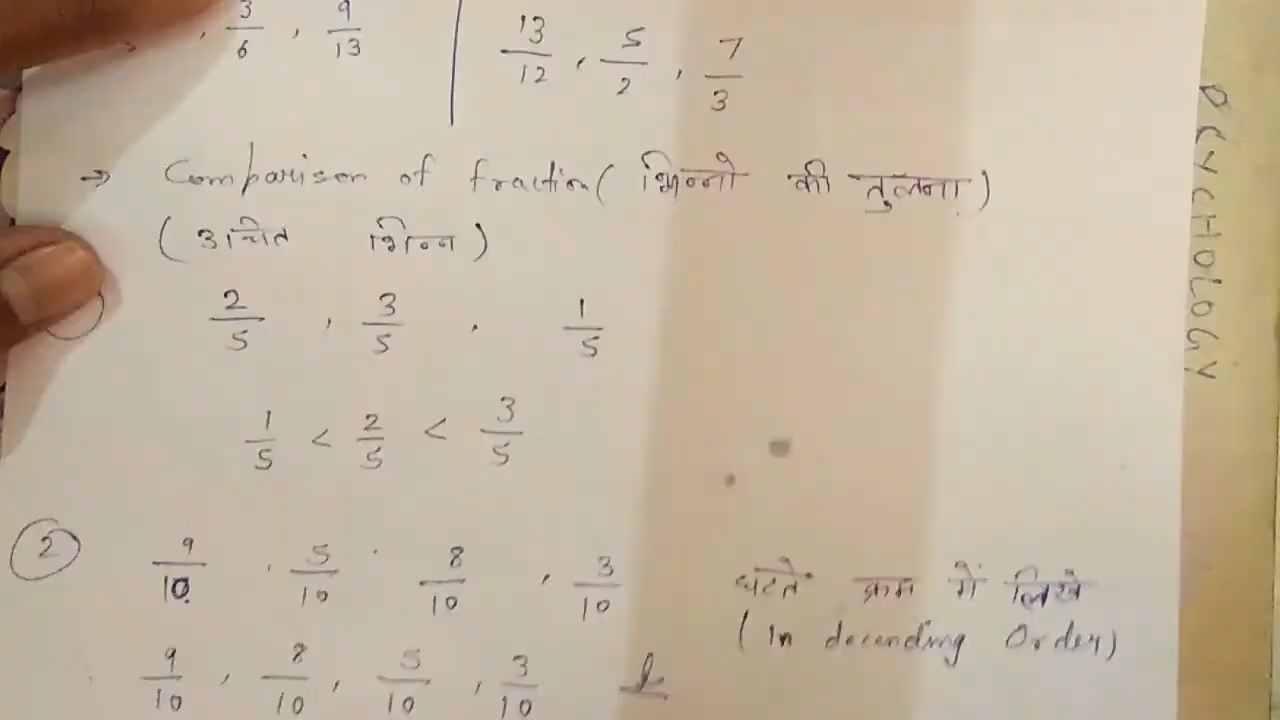 3/6 , 9/13
13/12 , 5/2 , 7/3
→ Comparison of fraction ( भिन्नो की तुलना )
( उचित भिन्न )
2/5 , 3/5 , 1/5
1/5 < 2/5 < 3/5
② 9/10 , 5/10 , 8/10 , 3/10 घटते क्रम में लिखे
( In decending Order )
9/10 , 8/10 , 5/10 , 3/10
PCYCHOLOGY